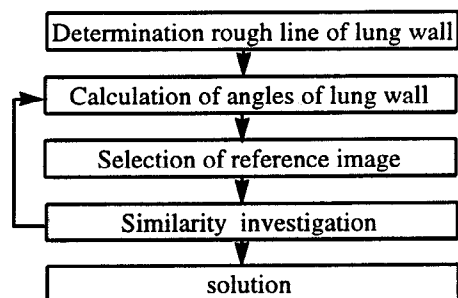 Determination rough line of lung wall
Calculation of angles of lung wall
Selection of reference image
Similarity investigation
solution